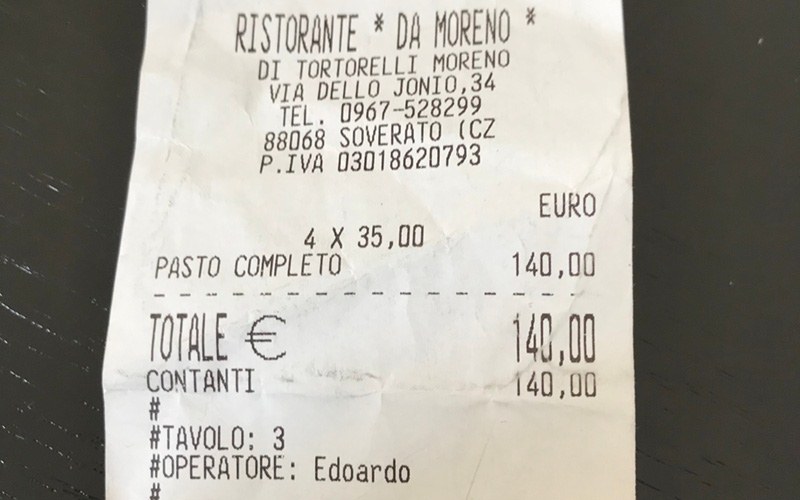 RISTORANTE * DA MORENO *
DI TORTORELLI MORENO
VIA DELLO JONIO,34
TEL. 0967-528299
88068 SOVERATO (CZ
P.IVA 03018620793
EURO
4 X 35,00
PASTO COMPLETO 140,00
- - - - - - - - - - - - - - - - - - - - - -
TOTALE € 140,00
CONTANTI 140,00
#
#TAVOLO: 3
#OPERATORE: Edoardo
#